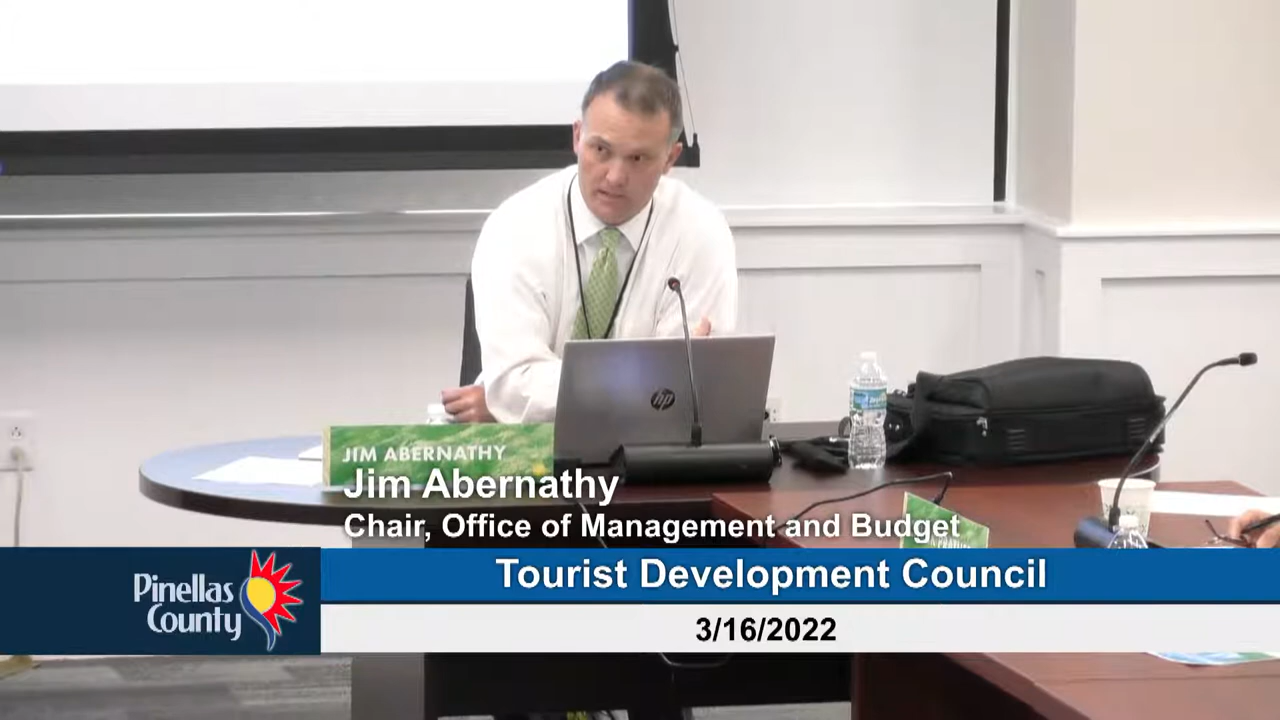 JIM ABERNATHY
Jim Abernathy
Chair, Office of Management and Budget
Tourist Development Council
Pinellas
County
3/16/2022
hp